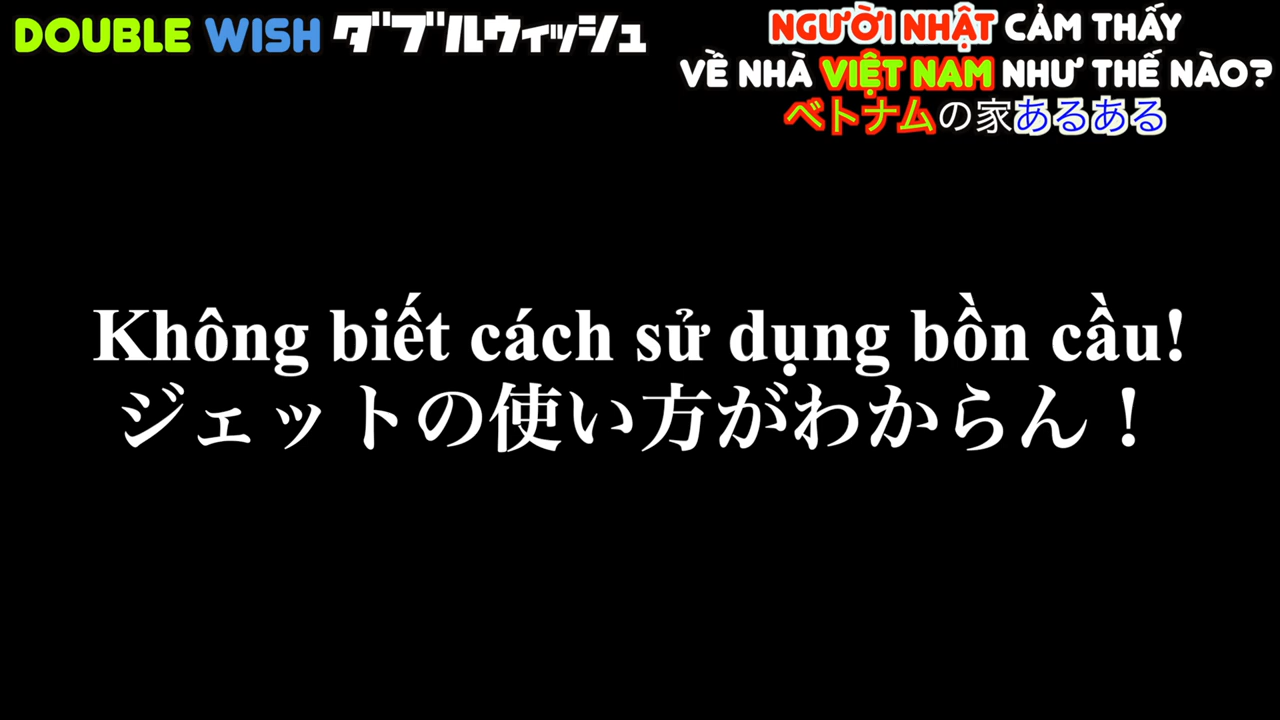 DOUBLE WISH ダブルウィッシュ
NGƯỜI NHẬT CẢM THẤY
VỀ NHÀ VIỆT NAM NHƯ THẾ NÀO?
ベトナムの家あるある
Không biết cách sử dụng bồn cầu!
ジェットの使い方がわからん！